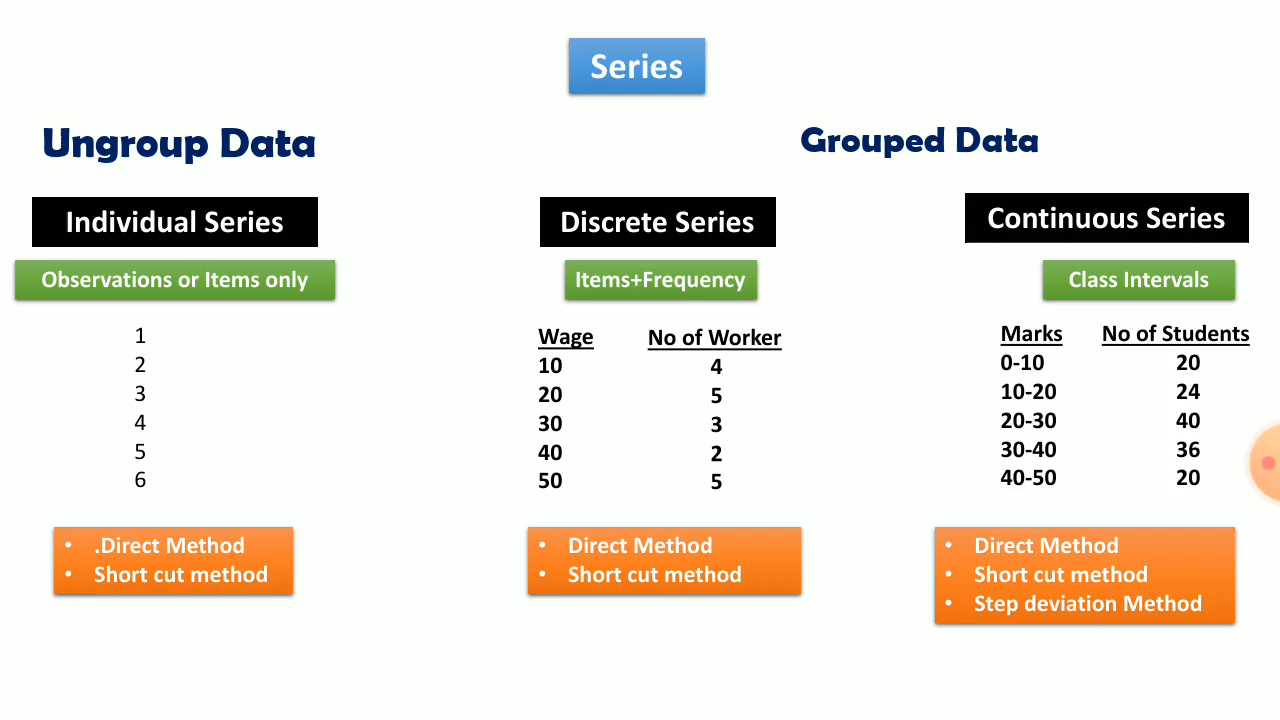 Series
Ungroup Data
Grouped Data
Individual Series
Observations or Items only
1
2
3
4
5
6
• .Direct Method
• Short cut method
Discrete Series
Items+Frequency
Wage No of Worker
10 4
20 5
30 3
40 2
50 5
• Direct Method
• Short cut method
Continuous Series
Class Intervals
Marks No of Students
0-10 20
10-20 24
20-30 40
30-40 36
40-50 20
• Direct Method
• Short cut method
• Step deviation Method